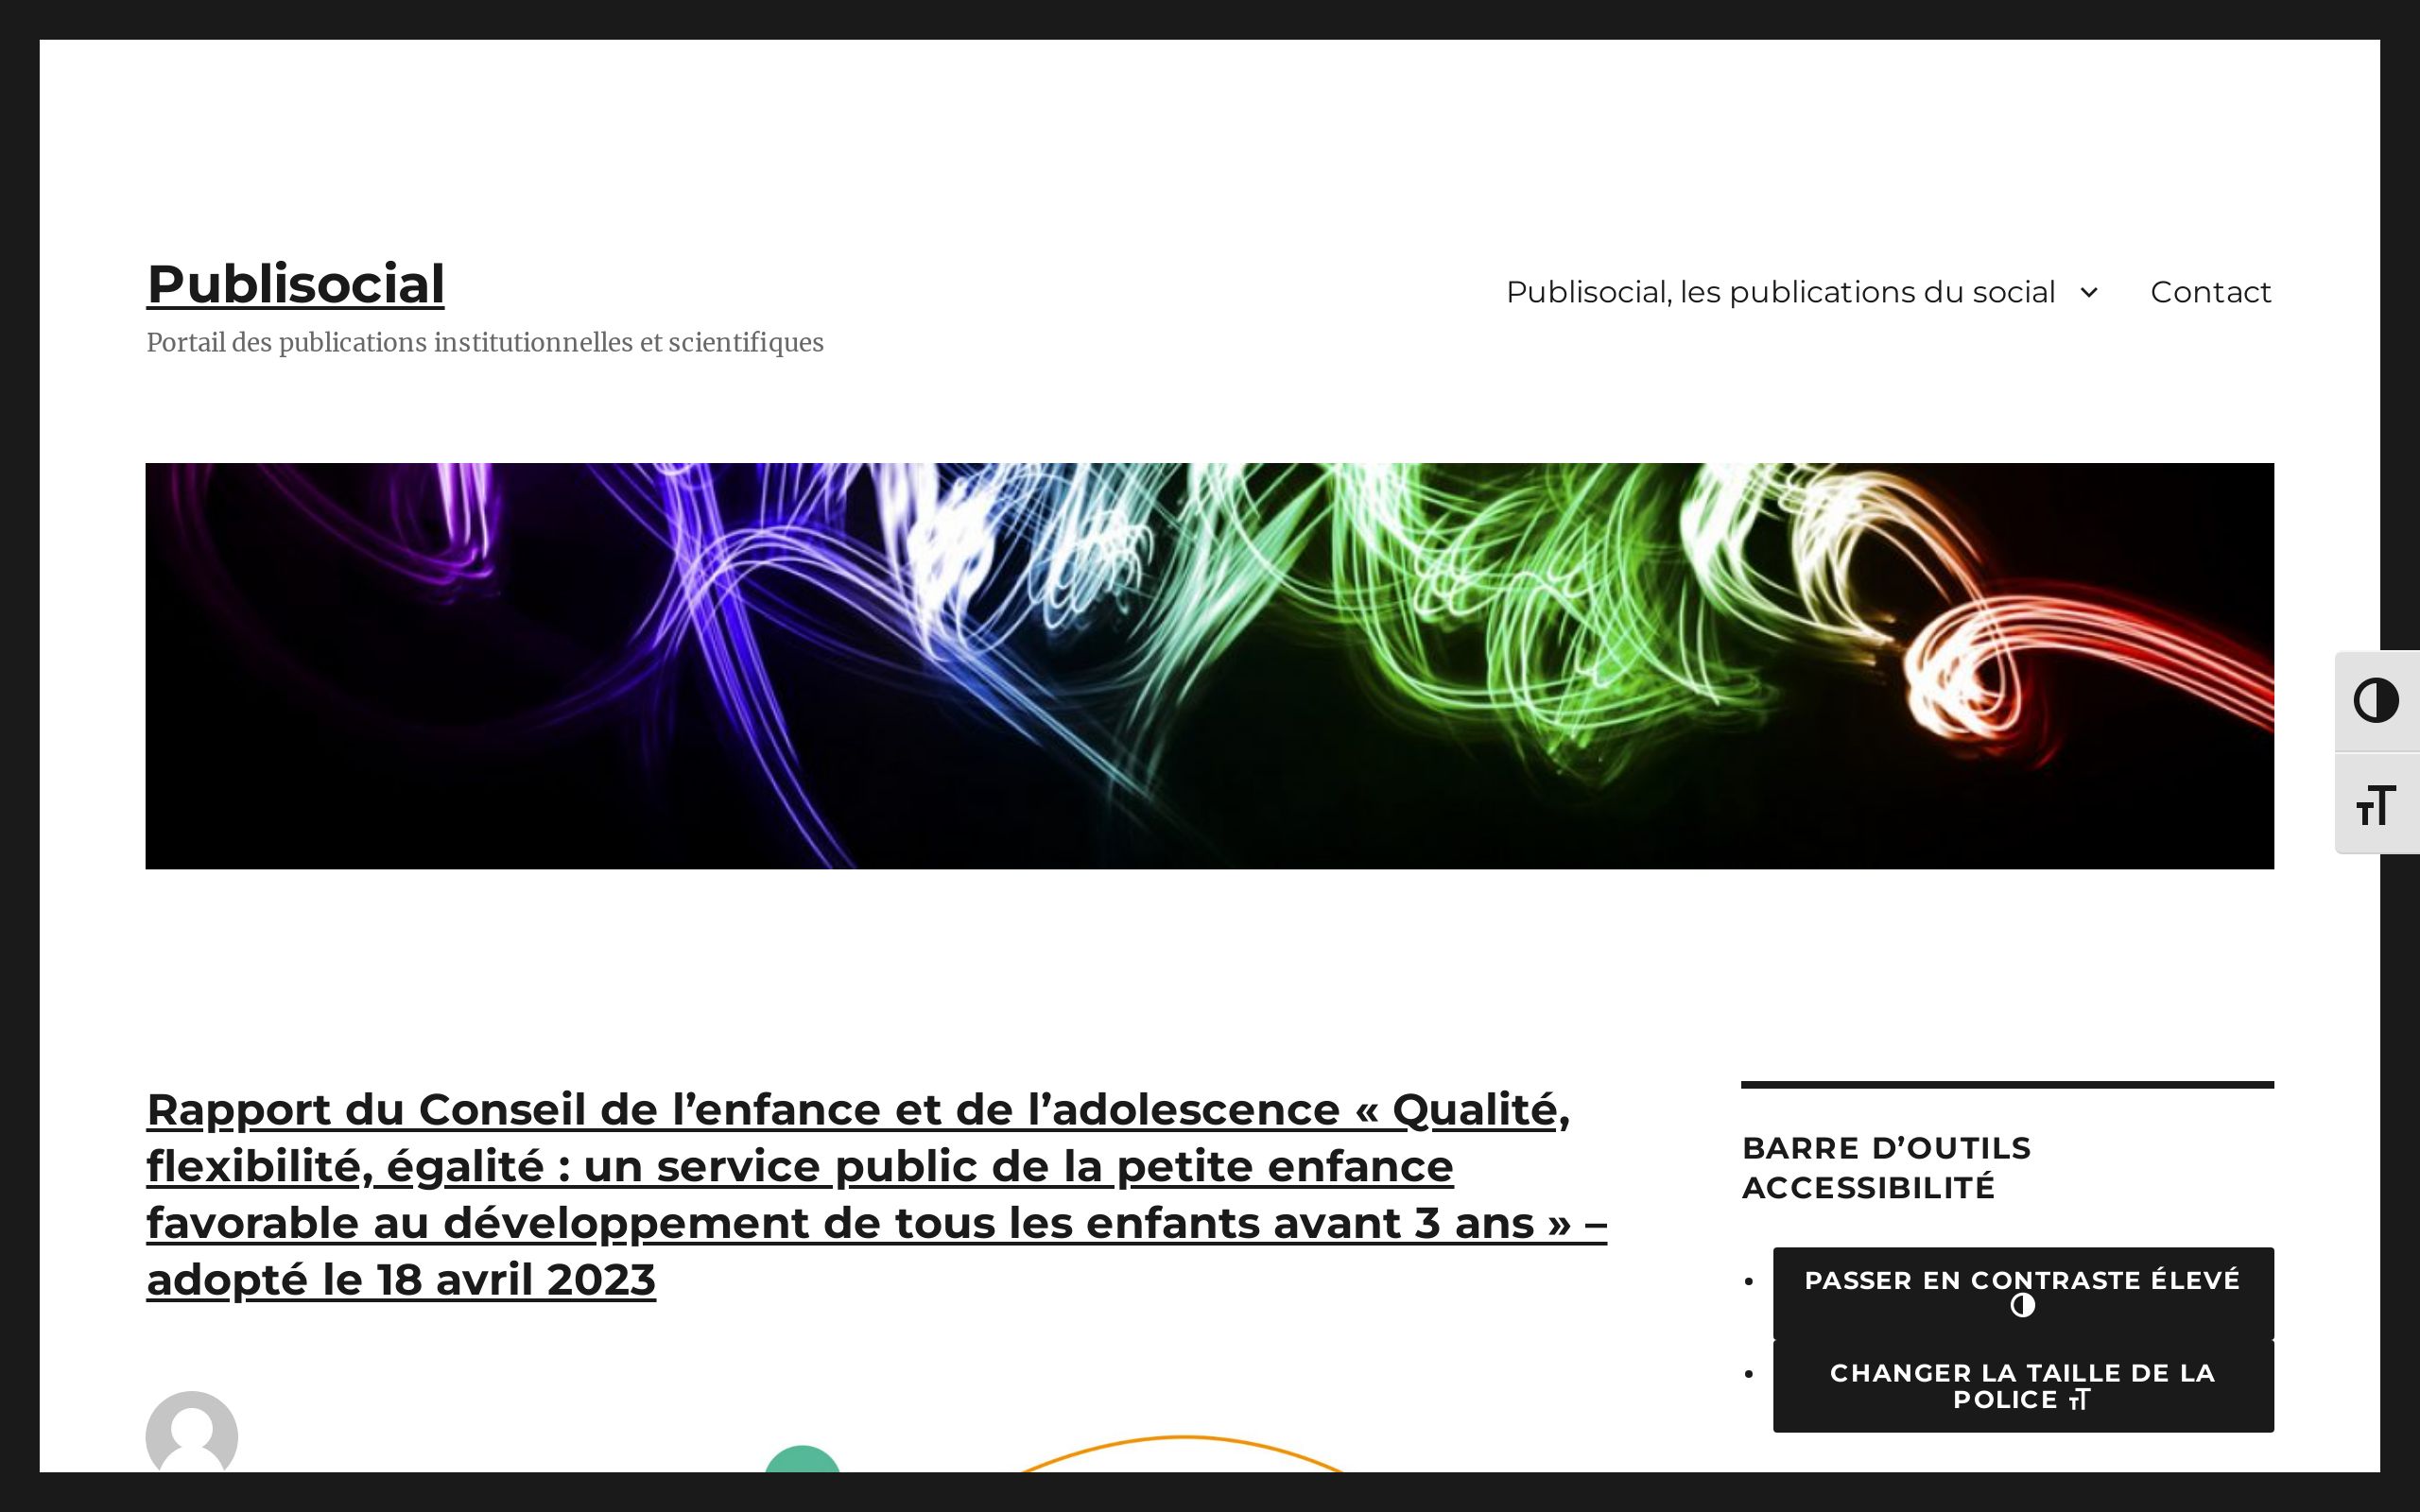 Publisocial
Portail des publications institutionnelles et scientifiques
Publisocial, les publications du social
Contact
Rapport du Conseil de l’enfance et de l’adolescence « Qualité,
flexibilité, égalité : un service public de la petite enfance
favorable au développement de tous les enfants avant 3 ans » –
adopté le 18 avril 2023
BARRE D’OUTILS
ACCESSIBILITÉ
PASSER EN CONTRASTE ÉLEVÉ
CHANGER LA TAILLE DE LA
POLICE